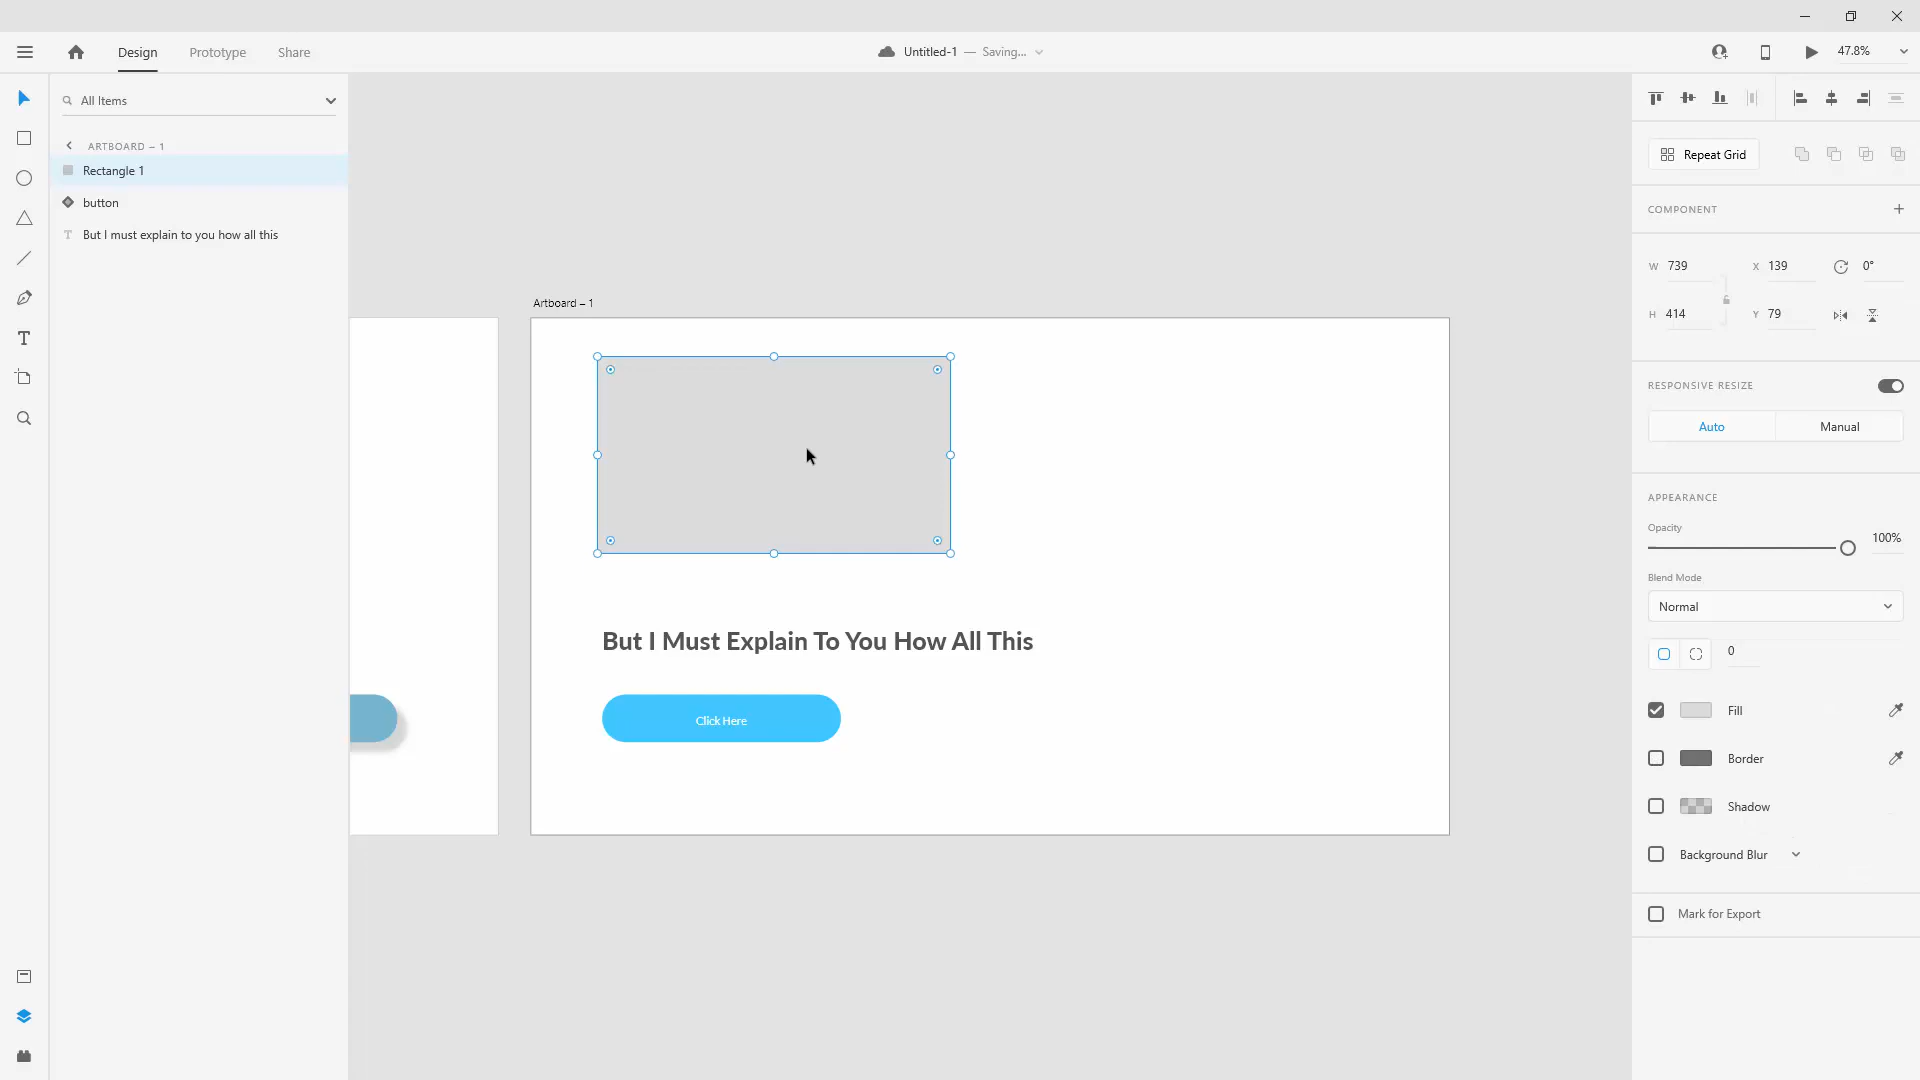 Design
Prototype
Share
Untitled-1 — Saving...
47.8%
All Items
ARTBOARD – 1
Rectangle 1
button
But I must explain to you how all this
Artboard – 1
But I Must Explain To You How All This
Click Here
Repeat Grid
COMPONENT
W 739
X 139
0°
H 414
Y 79
RESPONSIVE RESIZE
Auto
Manual
APPEARANCE
Opacity
100%
Blend Mode
Normal
0
Fill
Border
Shadow
Background Blur
Mark for Export